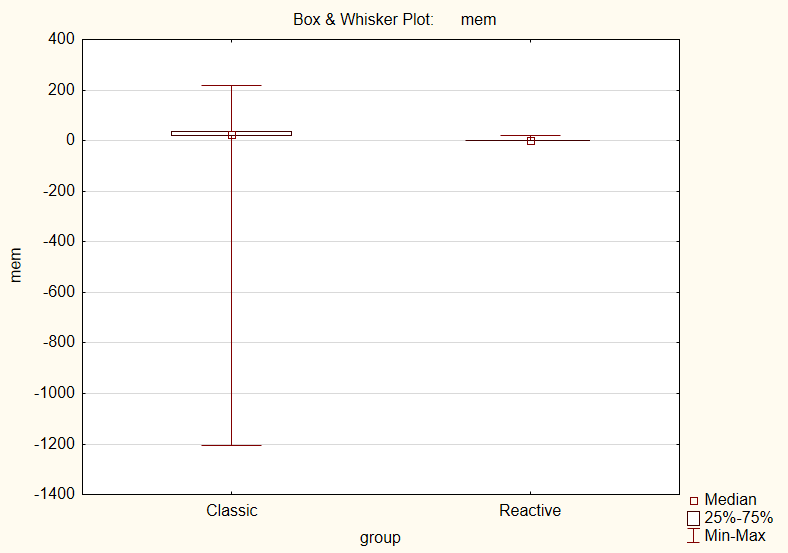 Box & Whisker Plot: mem
400
200
0
-200
-400
-600
-800
-1000
-1200
-1400
mem
Classic
Reactive
group
Median
25%-75%
Min-Max